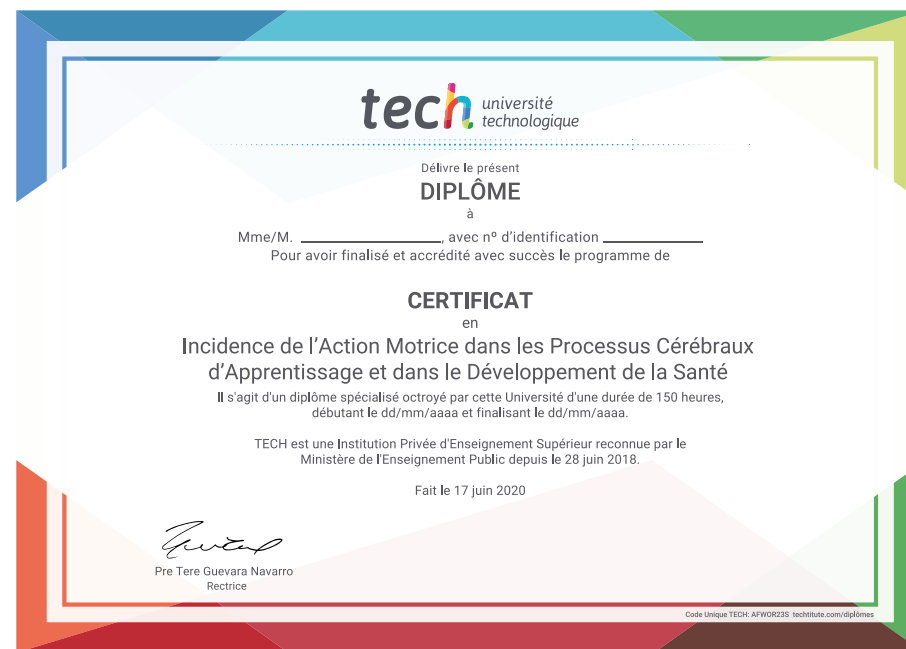 tech université
technologique
Délivre le présent
DIPLÔME
à
Mme/M. ____________________, avec nº d'identification ______________
Pour avoir finalisé et accrédité avec succès le programme de
CERTIFICAT
en
Incidence de l'Action Motrice dans les Processus Cérébraux
d'Apprentissage et dans le Développement de la Santé
Il s'agit d'un diplôme spécialisé octroyé par cette Université d'une durée de 150 heures,
débutant le dd/mm/aaaa et finalisant le dd/mm/aaaa.
TECH est une Institution Privée d'Enseignement Supérieur reconnue par le
Ministère de l'Enseignement Public depuis le 28 juin 2018.
Fait le 17 juin 2020
Pre Tere Guevara Navarro
Rectrice
Code Unique TECH: AFWOR23S techtitute.com/diplômes